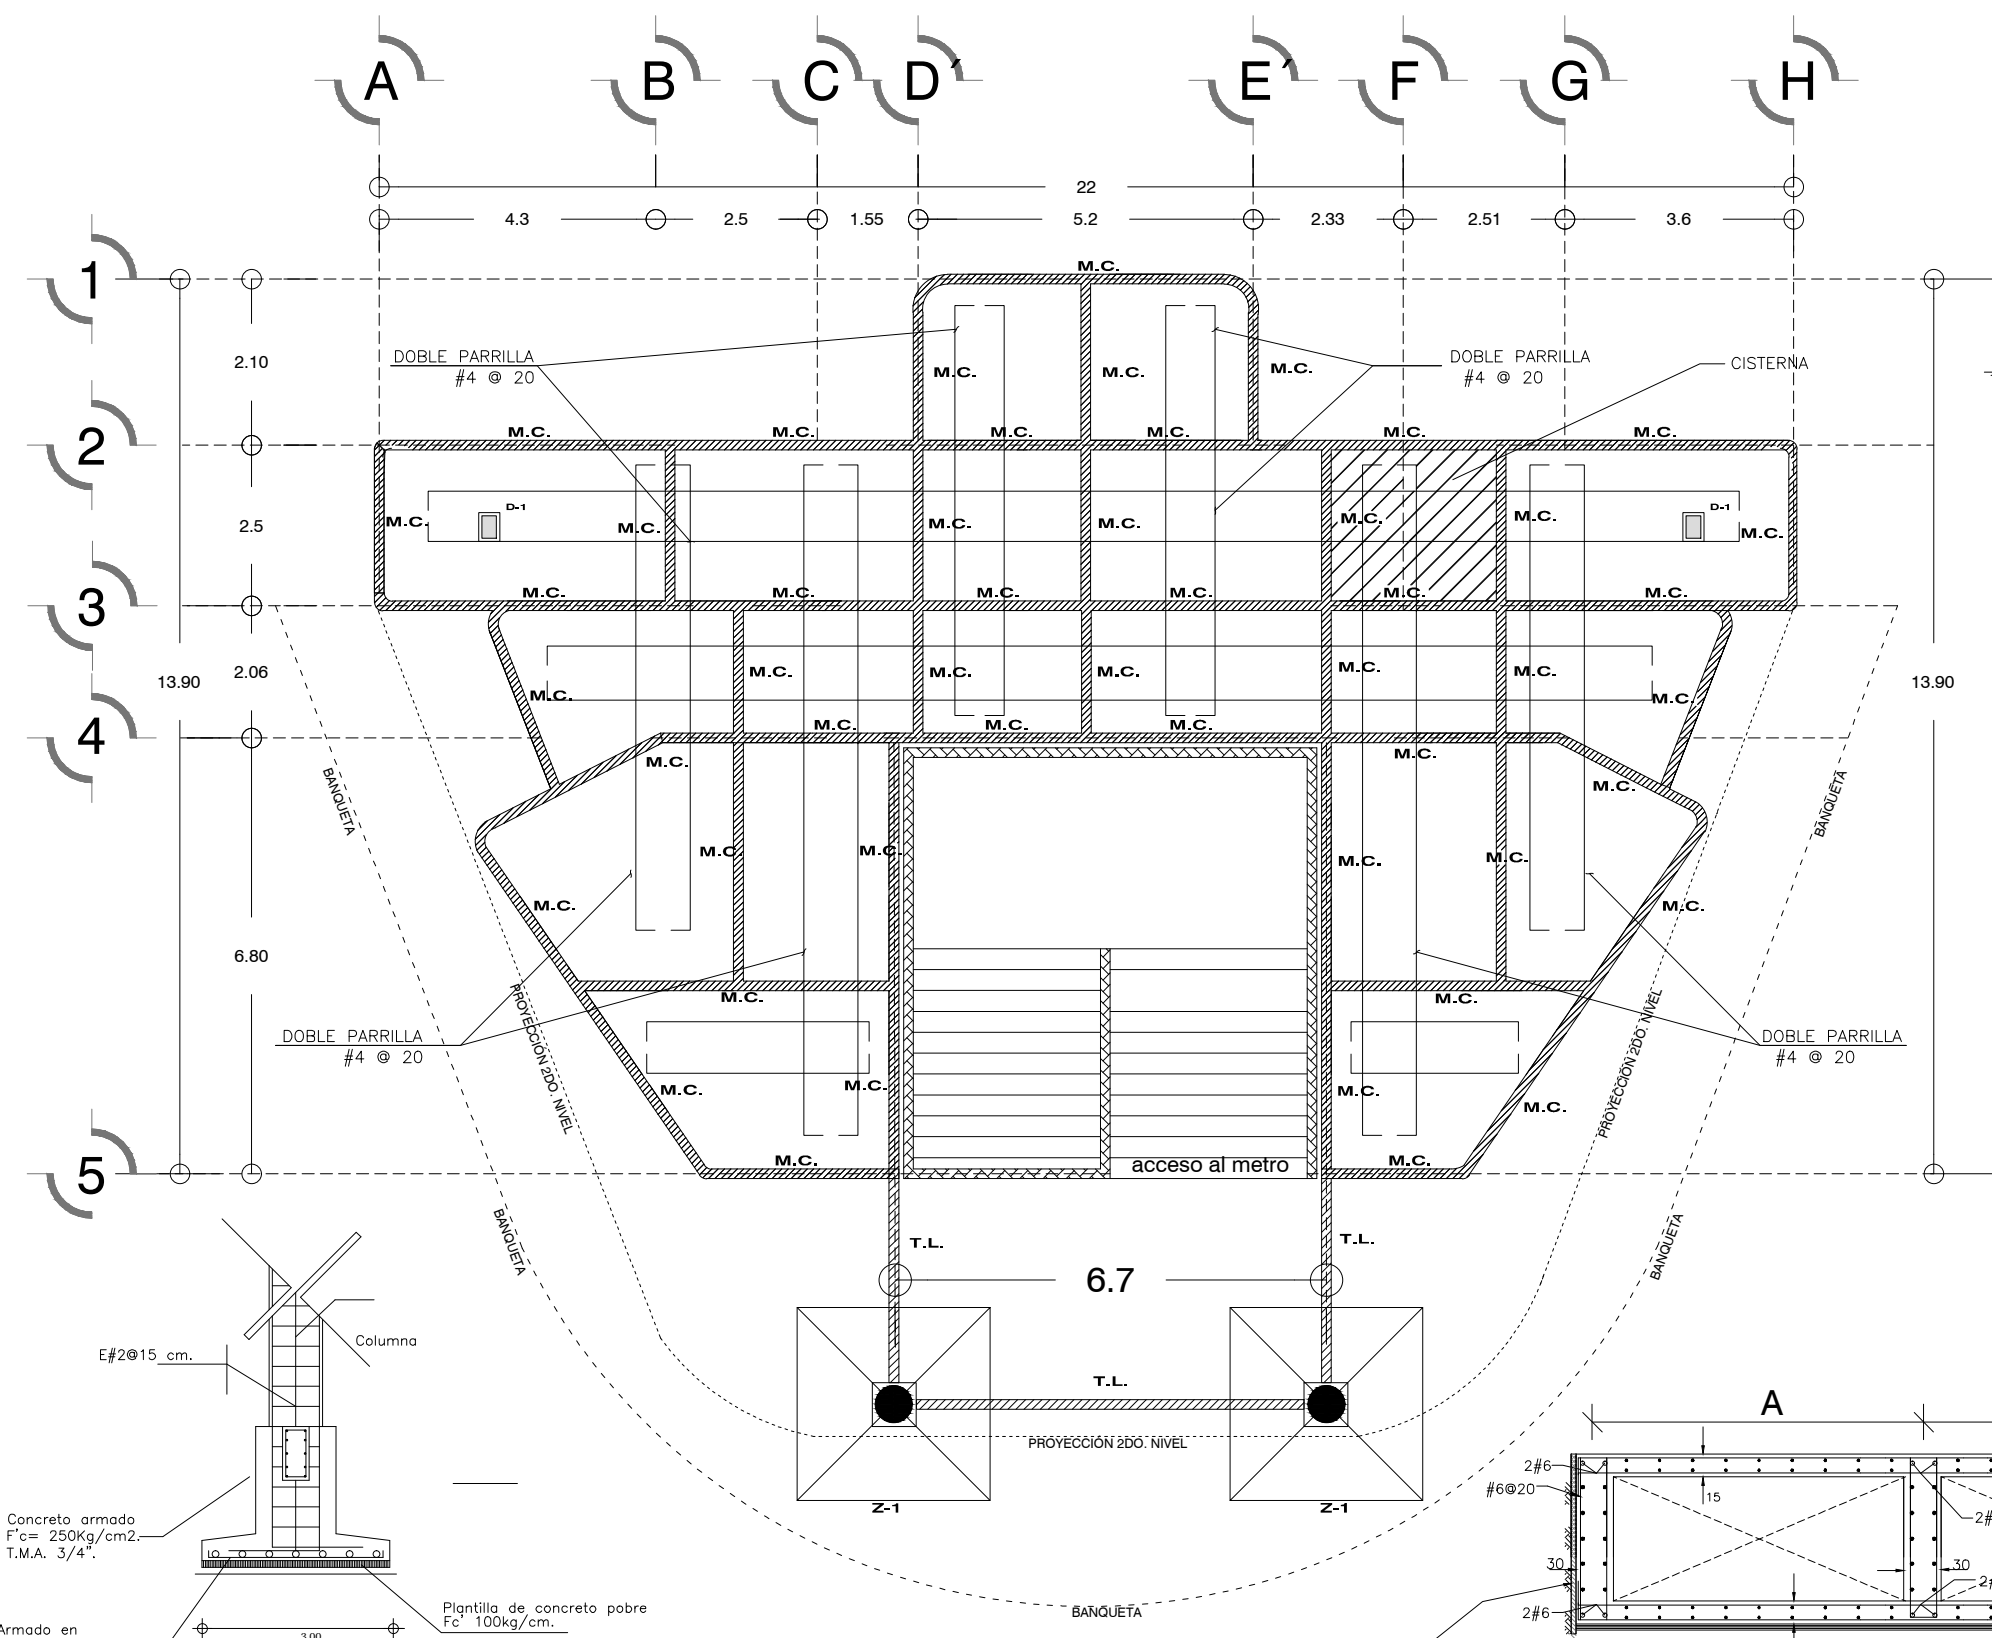 A B C D´ E´ F G H
22
4.3 2.5 1.55 5.2 2.33 2.51 3.6
1
M.C.
2.10
DOBLE PARRILLA
#4 @ 20
M.C. M.C. M.C.
DOBLE PARRILLA
#4 @ 20
CISTERNA
2
M.C. M.C. M.C. M.C. M.C. M.C.
2.5
M.C. D-1 M.C. M.C. M.C. M.C. M.C. D-1 M.C.
3
M.C. M.C. M.C. M.C. M.C. M.C.
13.90 2.06
M.C. M.C. M.C. M.C. M.C. M.C. M.C.
13.90
4
M.C. M.C. M.C.
M.C. M.C.
BANQUETA
M.C.
BANQUETA
M.C. M.C. M.C. M.C.
M.C. M.C.
6.80
PROYECCIÓN 2DO. NIVEL
M.C. M.C.
PROYECCIÓN 2DO. NIVEL
DOBLE PARRILLA
#4 @ 20
DOBLE PARRILLA
#4 @ 20
M.C. M.C. M.C. M.C.
5
M.C. acceso al metro M.C.
BANQUETA
T.L. T.L.
BANQUETA
6.7
T.L.
PROYECCIÓN 2DO. NIVEL
Z-1 Z-1
BANQUETA
Columna
E#2@15 cm.
Concreto armado
F'c= 250Kg/cm2.
T.M.A. 3/4".
Plantilla de concreto pobre
Fc' 100kg/cm.
Armado en
3.00
A
2#6
#6@20
15
2#
30 30
2#6